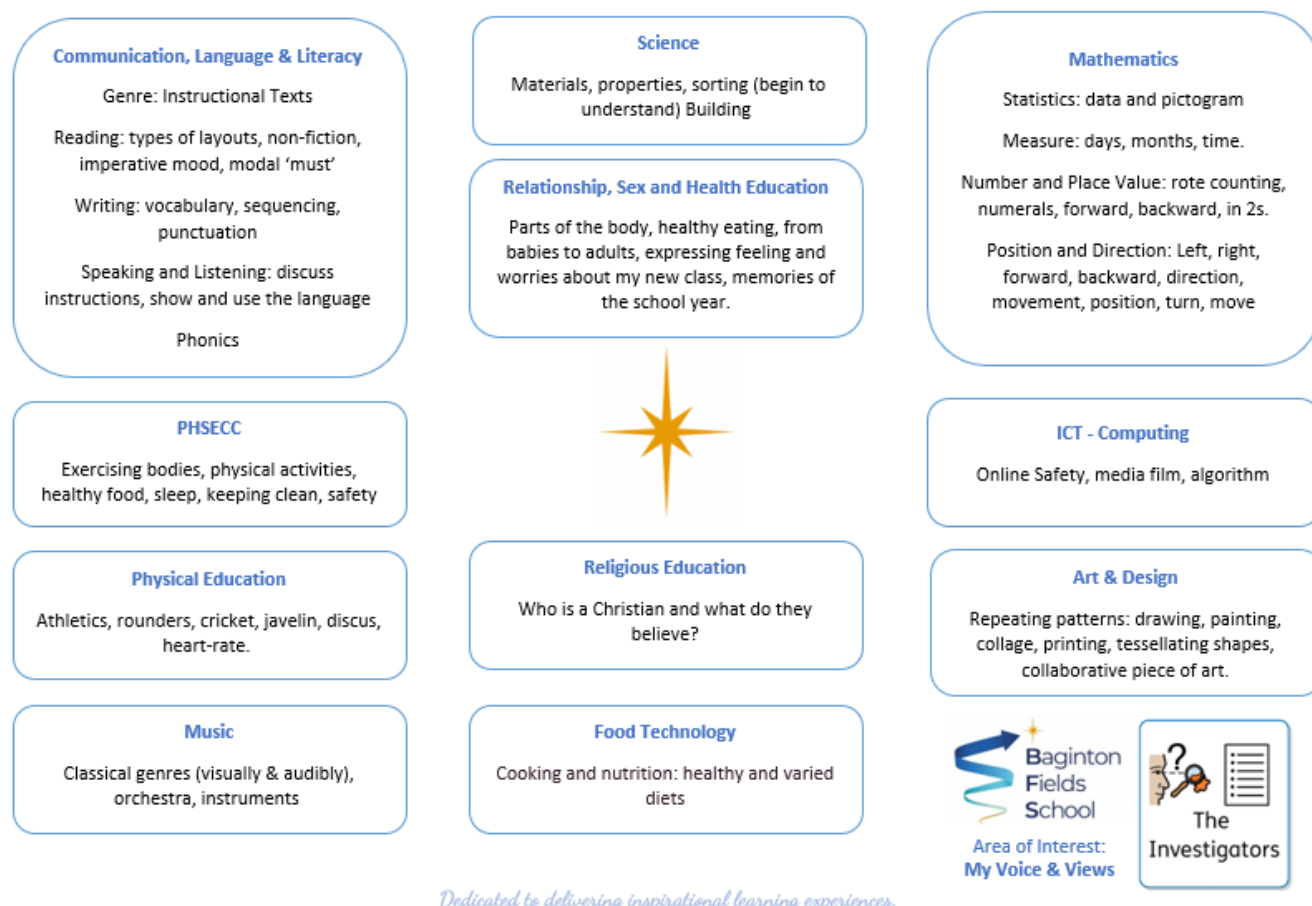 Communication, Language & Literacy
Genre: Instructional Texts
Reading: types of layouts, non-fiction,
imperative mood, modal ‘must’
Writing: vocabulary, sequencing,
punctuation
Speaking and Listening: discuss
instructions, show and use the language
Phonics
Science
Materials, properties, sorting (begin to
understand) Building
Relationship, Sex and Health Education
Parts of the body, healthy eating, from
babies to adults, expressing feeling and
worries about my new class, memories of
the school year.
Mathematics
Statistics: data and pictogram
Measure: days, months, time.
Number and Place Value: rote counting,
numerals, forward, backward, in 2s.
Position and Direction: Left, right,
forward, backward, direction,
movement, position, turn, move
PHSECC
Exercising bodies, physical activities,
healthy food, sleep, keeping clean, safety
ICT - Computing
Online Safety, media film, algorithm
Physical Education
Athletics, rounders, cricket, javelin, discus,
heart-rate.
Religious Education
Who is a Christian and what do they
believe?
Art & Design
Repeating patterns: drawing, painting,
collage, printing, tessellating shapes,
collaborative piece of art.
Music
Classical genres (visually & audibly),
orchestra, instruments
Food Technology
Cooking and nutrition: healthy and varied
diets
Baginton
Fields
School
Area of Interest:
My Voice & Views
?
The
Investigators
Dedicated to delivering inspirational learning experiences.